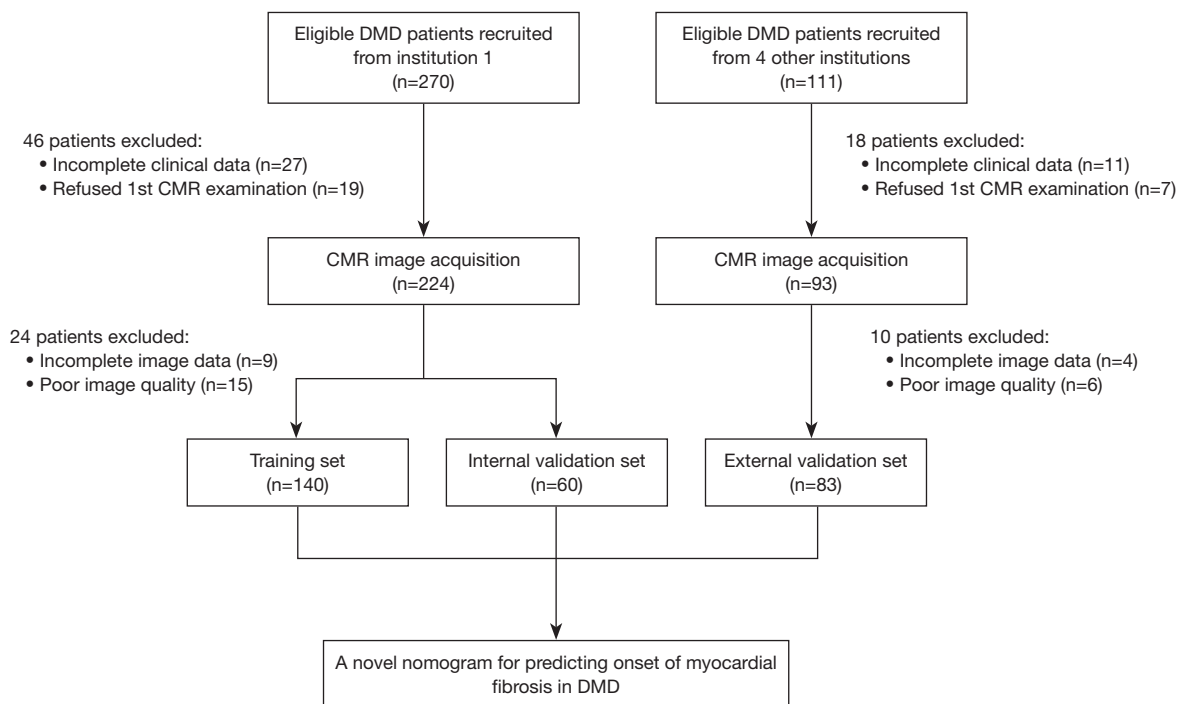 Eligible DMD patients recruited
from institution 1
(n=270)
Eligible DMD patients recruited
from 4 other institutions
(n=111)
46 patients excluded:
• Incomplete clinical data (n=27)
• Refused 1st CMR examination (n=19)
18 patients excluded:
• Incomplete clinical data (n=11)
• Refused 1st CMR examination (n=7)
CMR image acquisition
(n=224)
CMR image acquisition
(n=93)
24 patients excluded:
• Incomplete image data (n=9)
• Poor image quality (n=15)
10 patients excluded:
• Incomplete image data (n=4)
• Poor image quality (n=6)
Training set
(n=140)
Internal validation set
(n=60)
External validation set
(n=83)
A novel nomogram for predicting onset of myocardial
fibrosis in DMD